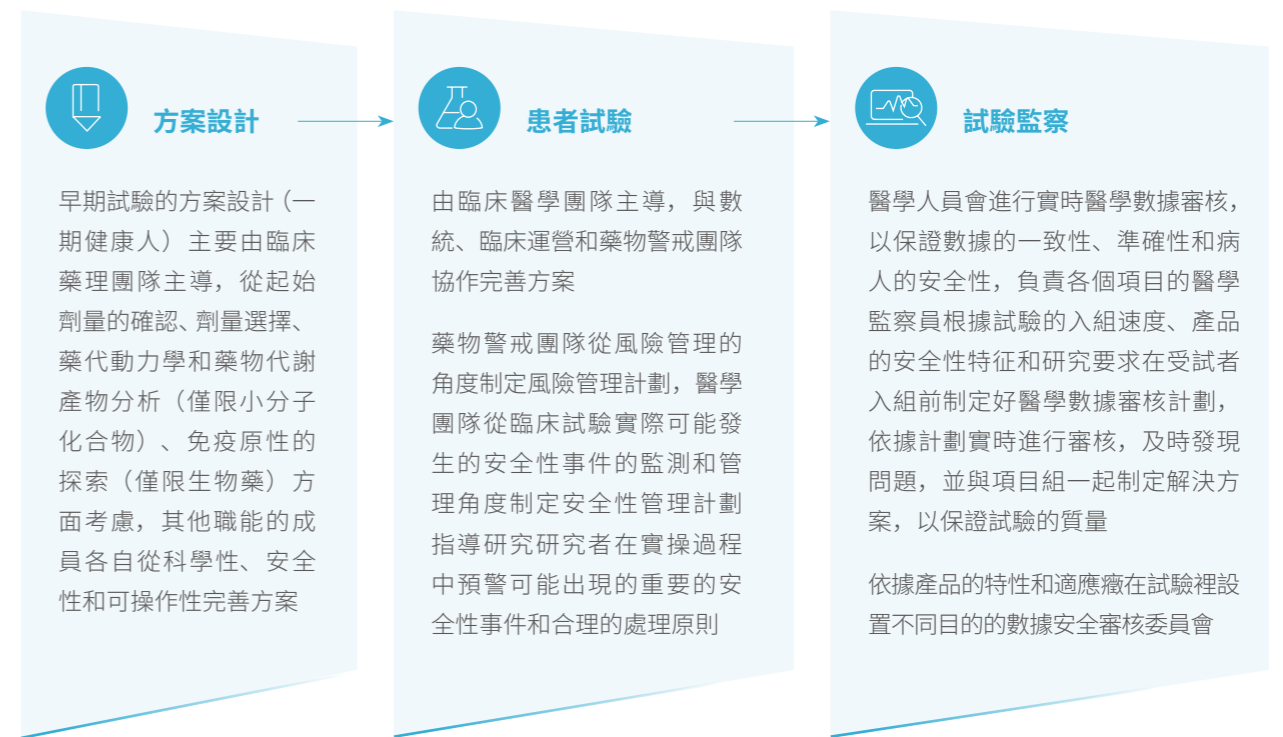 方案設計
早期試驗的方案設計（一
期健康人）主要由臨床
藥理團隊主導，從起始
劑量的確認、劑量選擇、
藥代動力學和藥物代謝
產物分析（僅限小分子
化合物）、免疫原性的
探索（僅限生物藥）方
面考慮，其他職能的成
員各自從科學性、安全
性和可操作性完善方案
患者試驗
由臨床醫學團隊主導，與數
統、臨床運營和藥物警戒團隊
協作完善方案
藥物警戒團隊從風險管理的
角度制定風險管理計劃，醫學
團隊從臨床試驗實際可能發
生的安全性事件的監測和管
理角度制定安全性管理計劃
指導研究研究者在實操過程
中預警可能出現的重要的安
全性事件和合理的處理原則
試驗監察
醫學人員會進行實時醫學數據審核，
以保證數據的一致性、準確性和病
人的安全性，負責各個項目的醫學
監察員根據試驗的入組速度、產品
的安全性特征和研究要求在受試者
入組前制定好醫學數據審核計劃，
依據計劃實時進行審核，及時發現
問題，並與項目組一起制定解決方
案，以保證試驗的質量
依據產品的特性和適應癥在試驗裡設
置不同目的的數據安全審核委員會